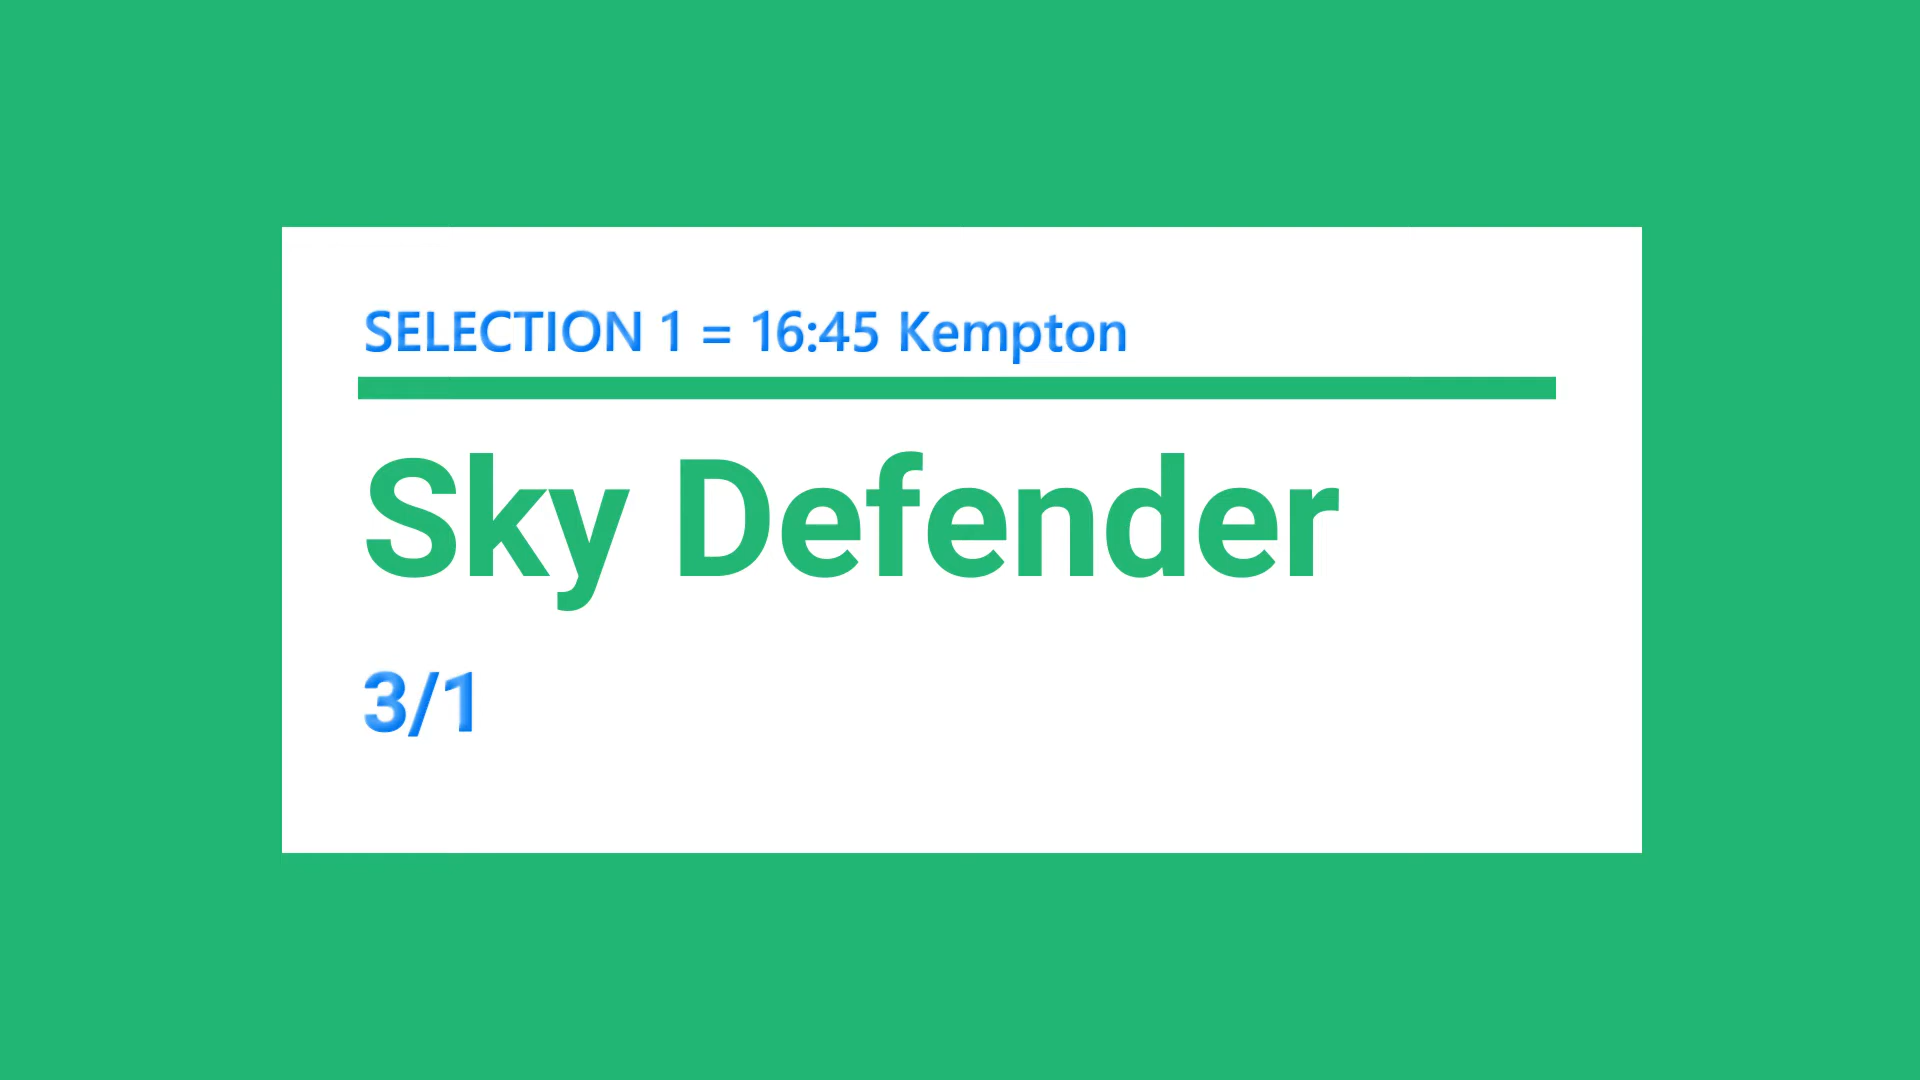 SELECTION 1 = 16:45 Kempton
Sky Defender
3/1